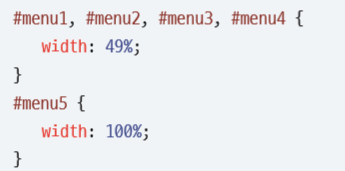 #menu1, #menu2, #menu3, #menu4 {
   width: 49%;
}
#menu5 {
   width: 100%;
}